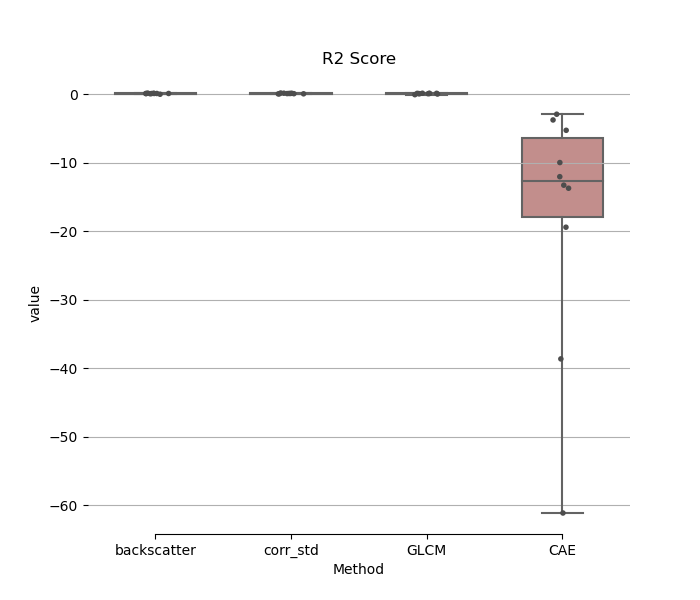 R2 Score
0
−10
−20
−30
−40
−50
−60
value
backscatter
corr_std
GLCM
CAE
Method